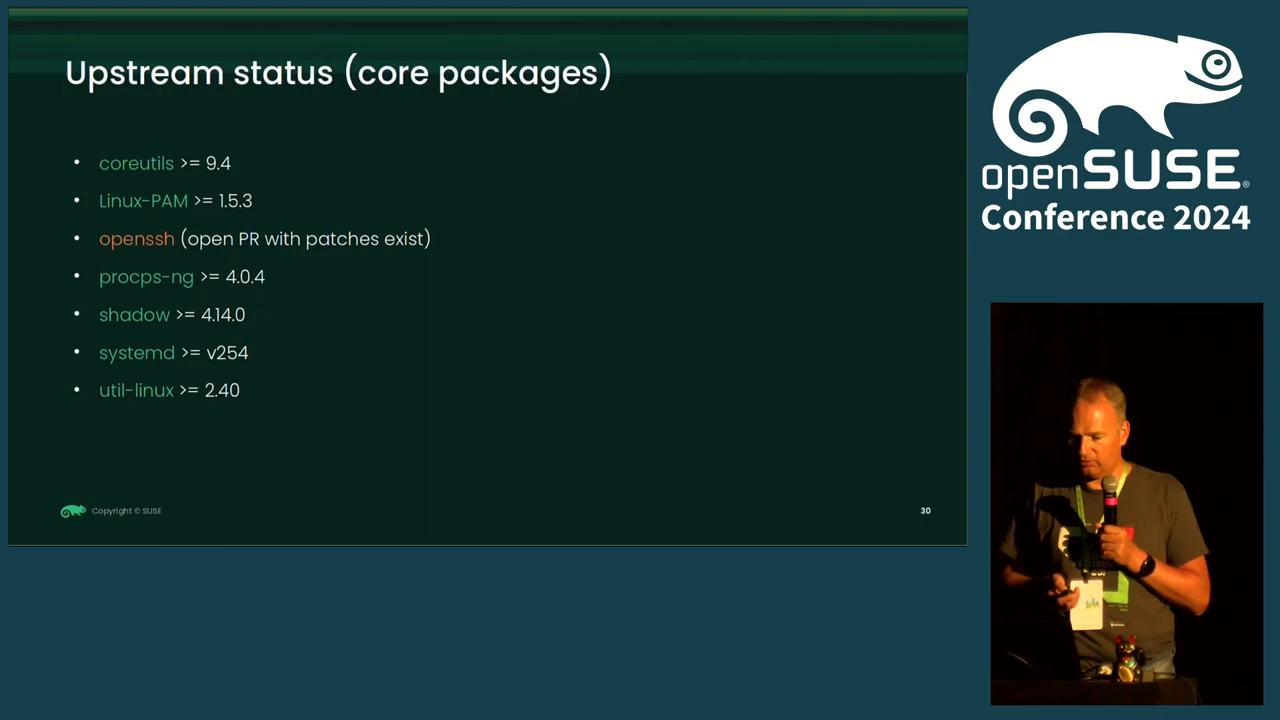 Upstream status (core packages)
• coreutils >= 9.4
• Linux-PAM >= 1.5.3
• openssh (open PR with patches exist)
• procps-ng >= 4.0.4
• shadow >= 4.14.0
• systemd >= v254
• util-linux >= 2.40
Copyright © SUSE
30
openSUSE®
Conference 2024